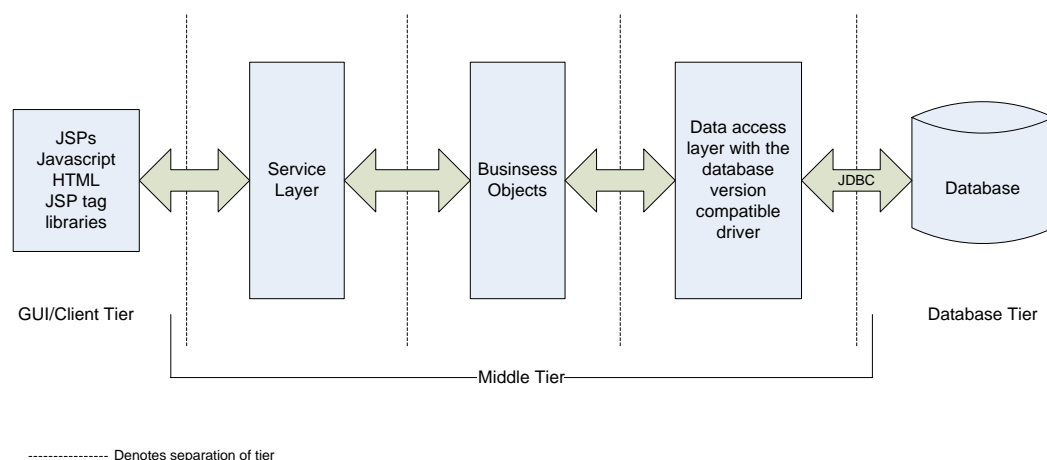 JSPs
Javascript
HTML
JSP tag
libraries
Service
Layer
Businsess
Objects
Data access
layer with the
database
version
compatible
driver
JDBC
Database
GUI/Client Tier
Database Tier
Middle Tier
Denotes separation of tier